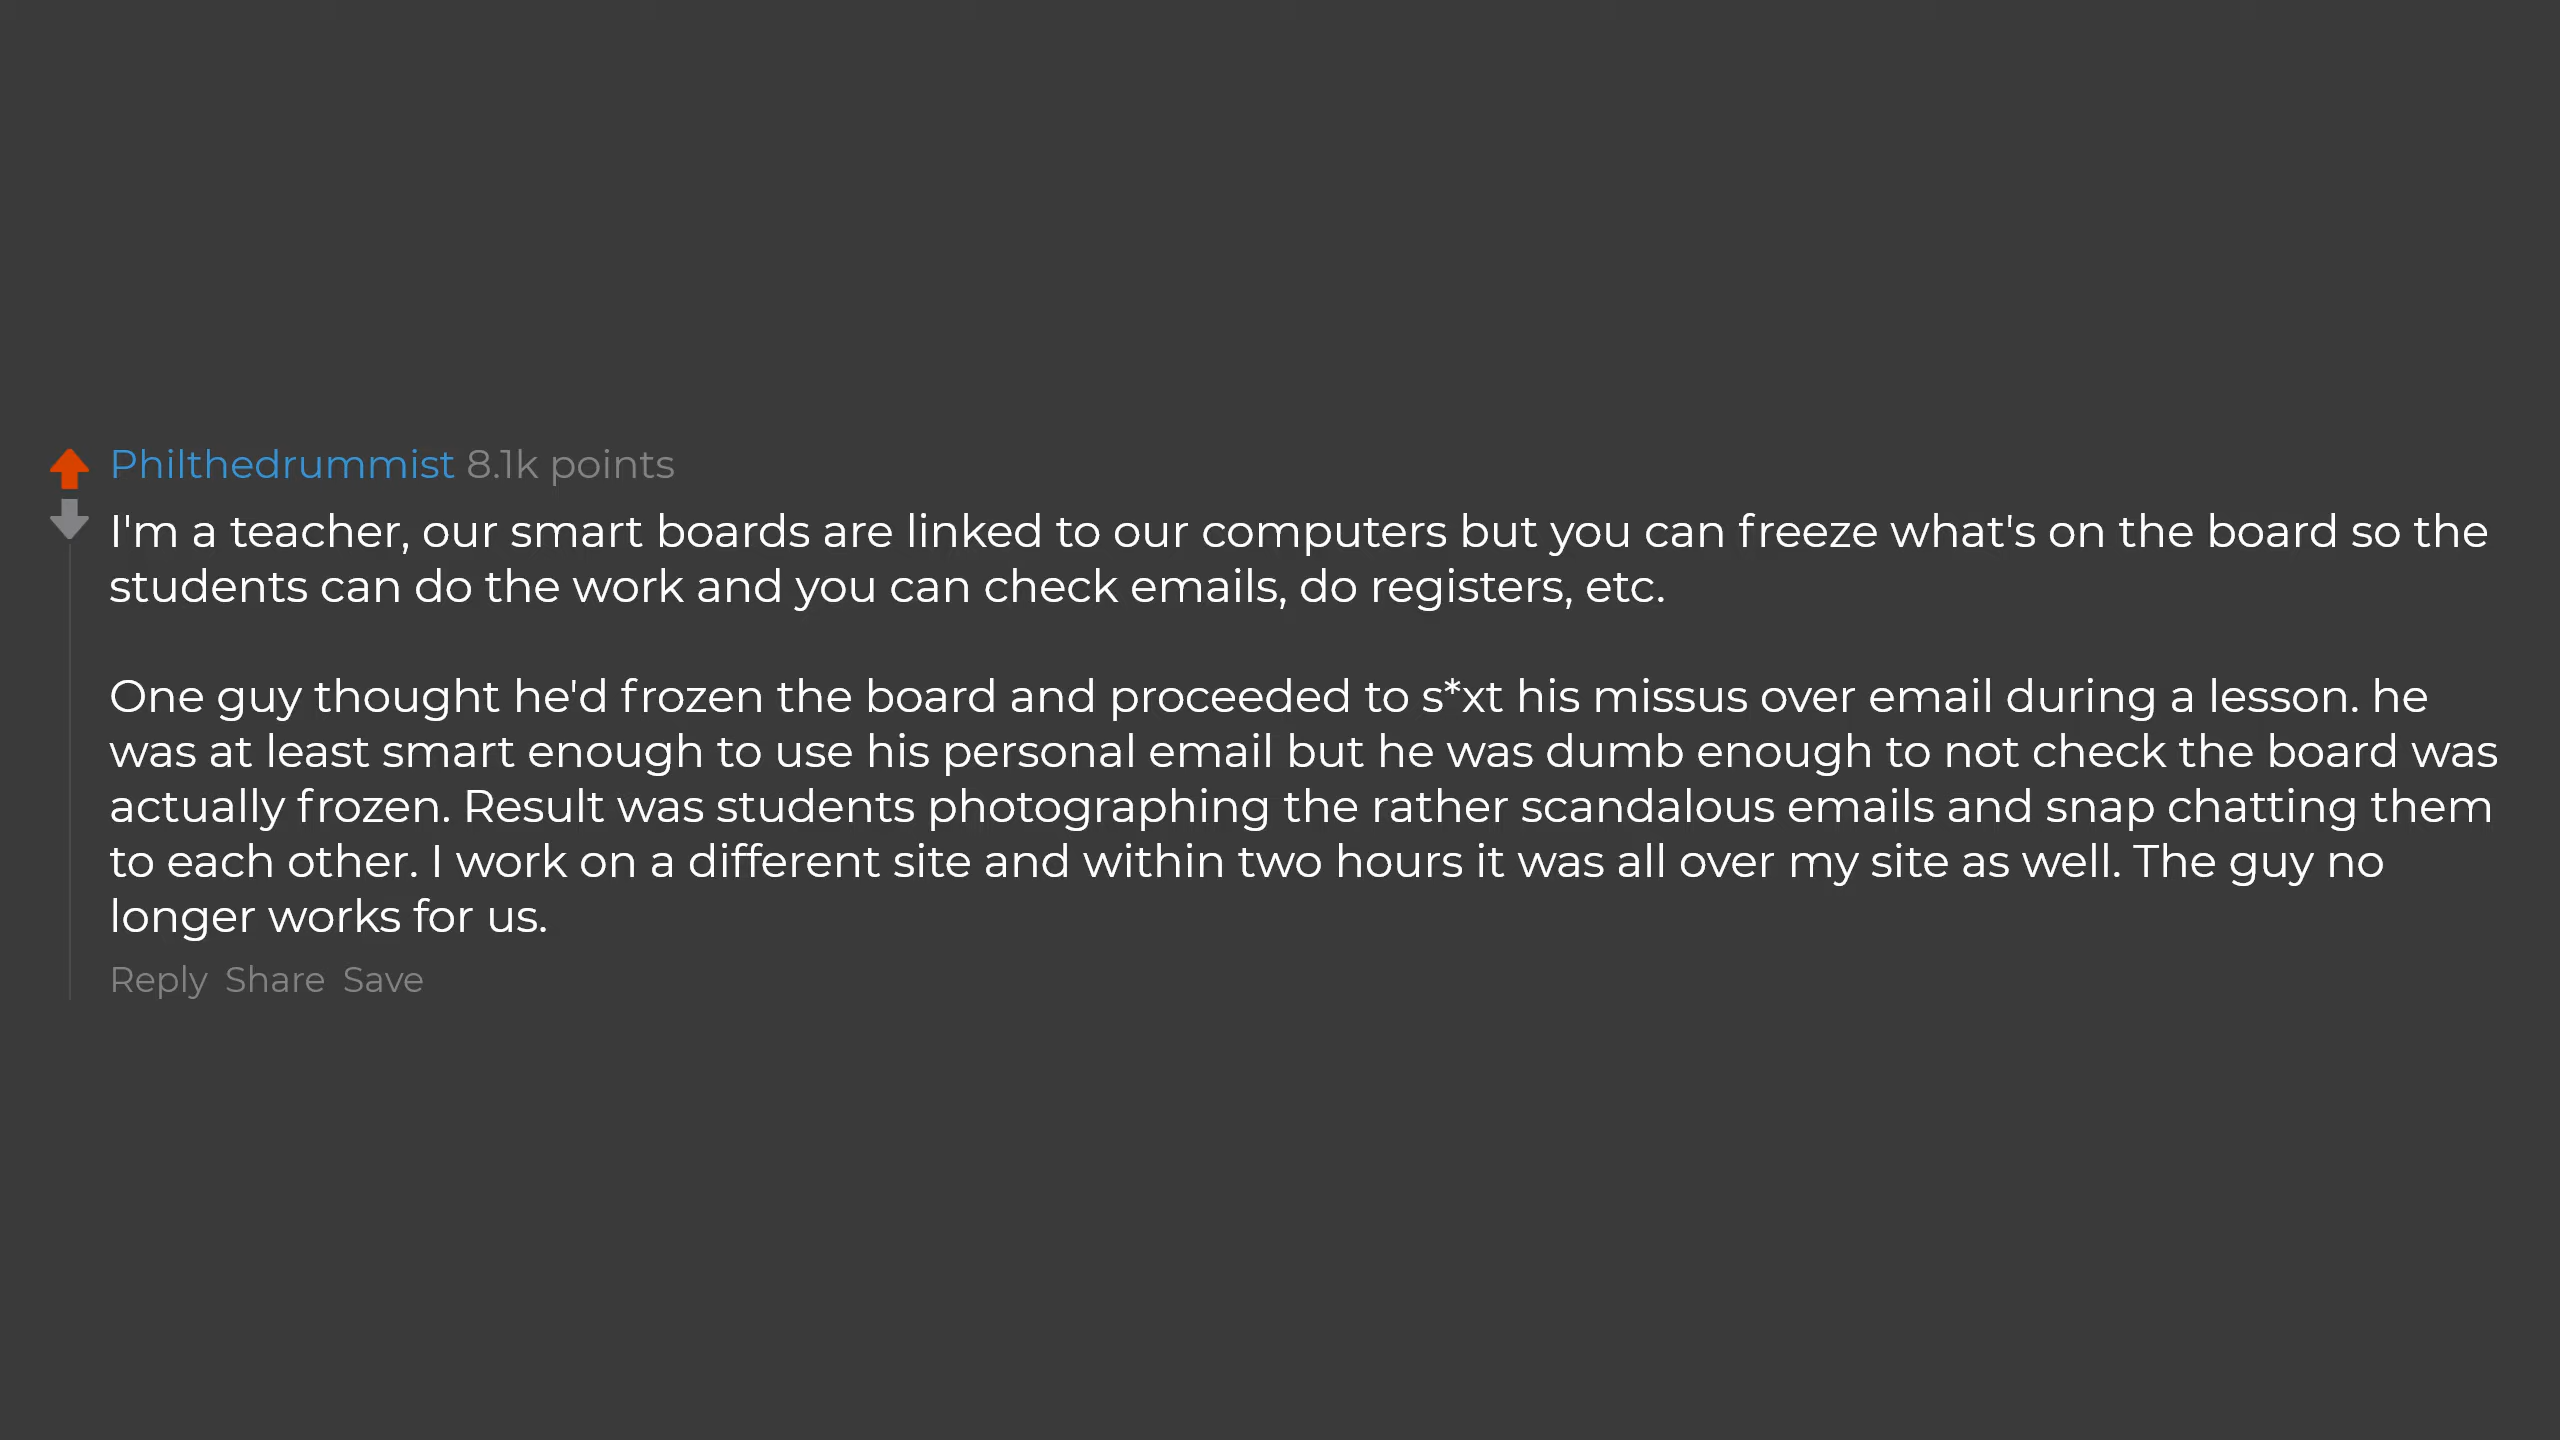 Philthedrummist 8.1k points
I'm a teacher, our smart boards are linked to our computers but you can freeze what's on the board so the
students can do the work and you can check emails, do registers, etc.
One guy thought he'd frozen the board and proceeded to s*xt his missus over email during a lesson. he
was at least smart enough to use his personal email but he was dumb enough to not check the board was
actually frozen. Result was students photographing the rather scandalous emails and snap chatting them
to each other. I work on a different site and within two hours it was all over my site as well. The guy no
longer works for us.
Reply Share Save